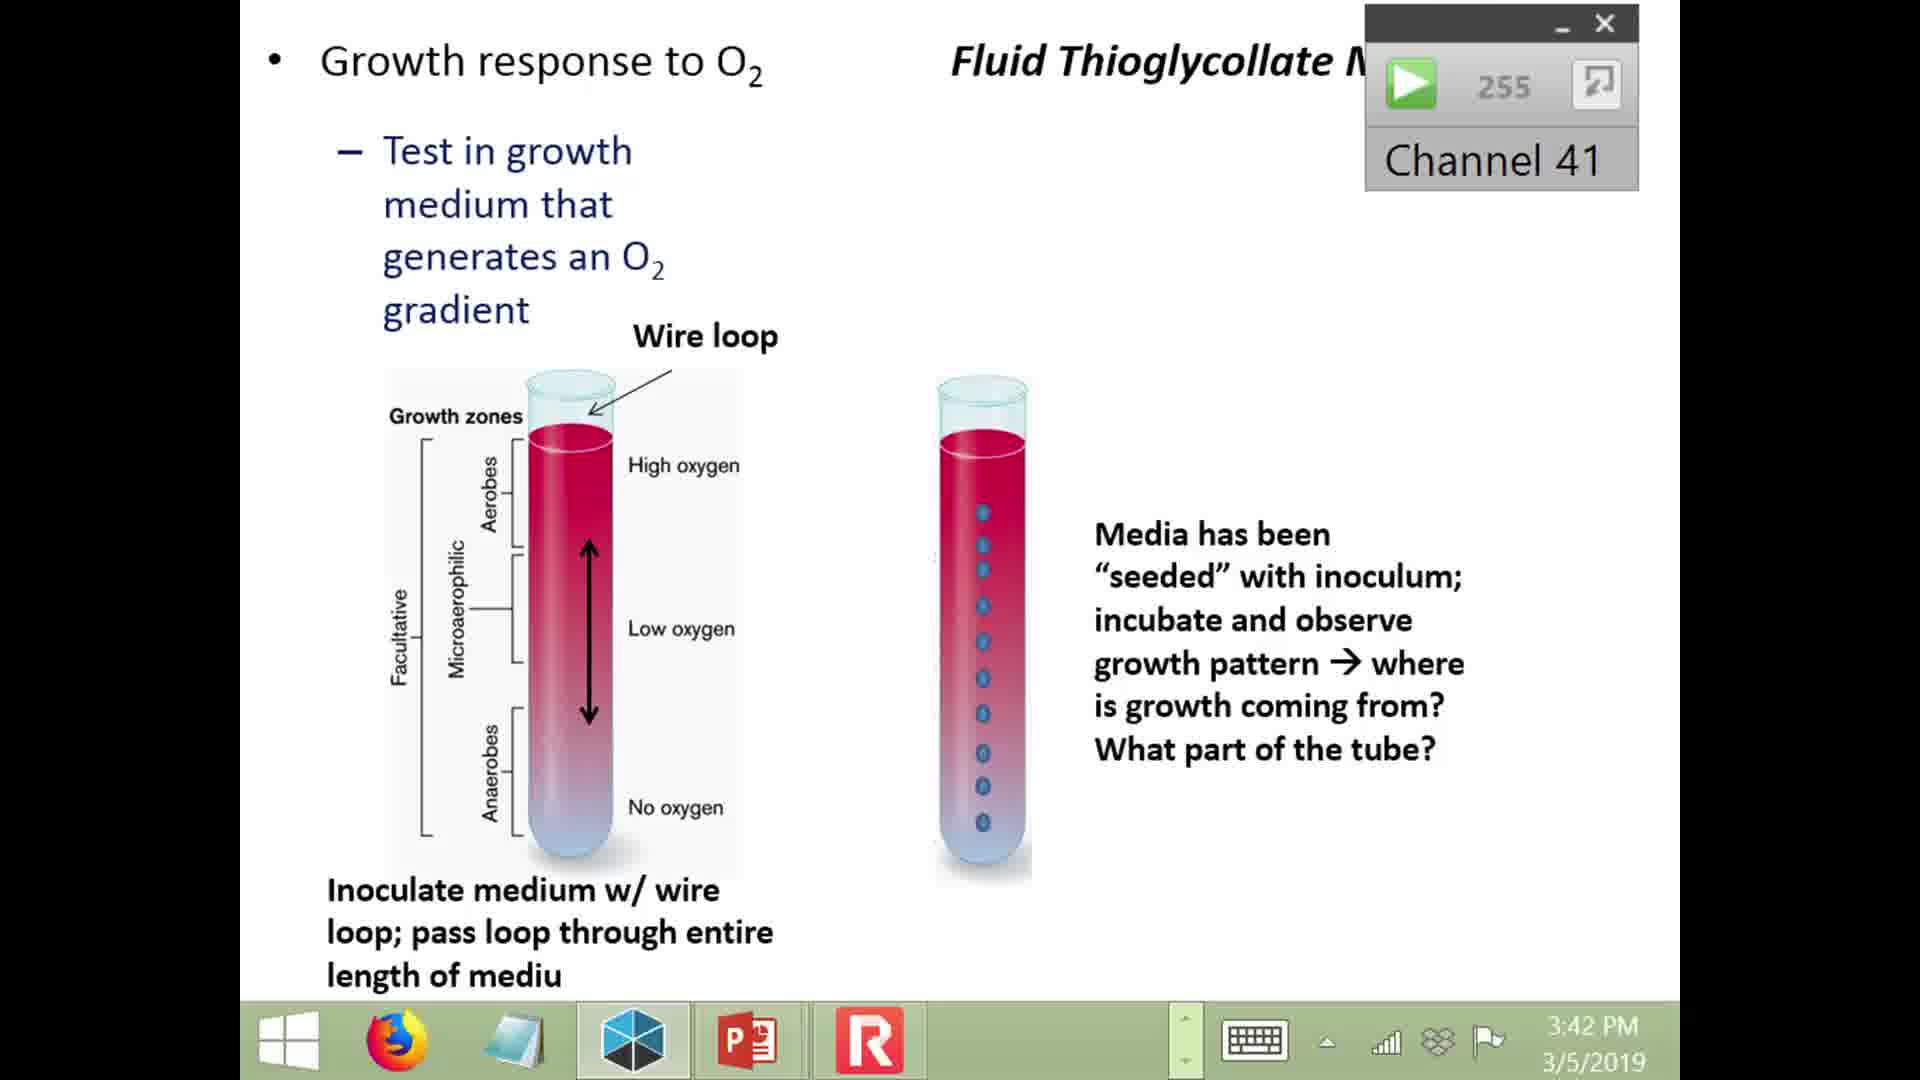 • Growth response to O2
Fluid Thioglycollate
255
Channel 41
– Test in growth
medium that
generates an O2
gradient
Wire loop
Growth zones
Aerobes
Microaerophilic
Facultative
Anaerobes
High oxygen
Low oxygen
No oxygen
Media has been
“seeded” with inoculum;
incubate and observe
growth pattern → where
is growth coming from?
What part of the tube?
Inoculate medium w/ wire
loop; pass loop through entire
length of mediu
P
R
3:42 PM
3/5/2019